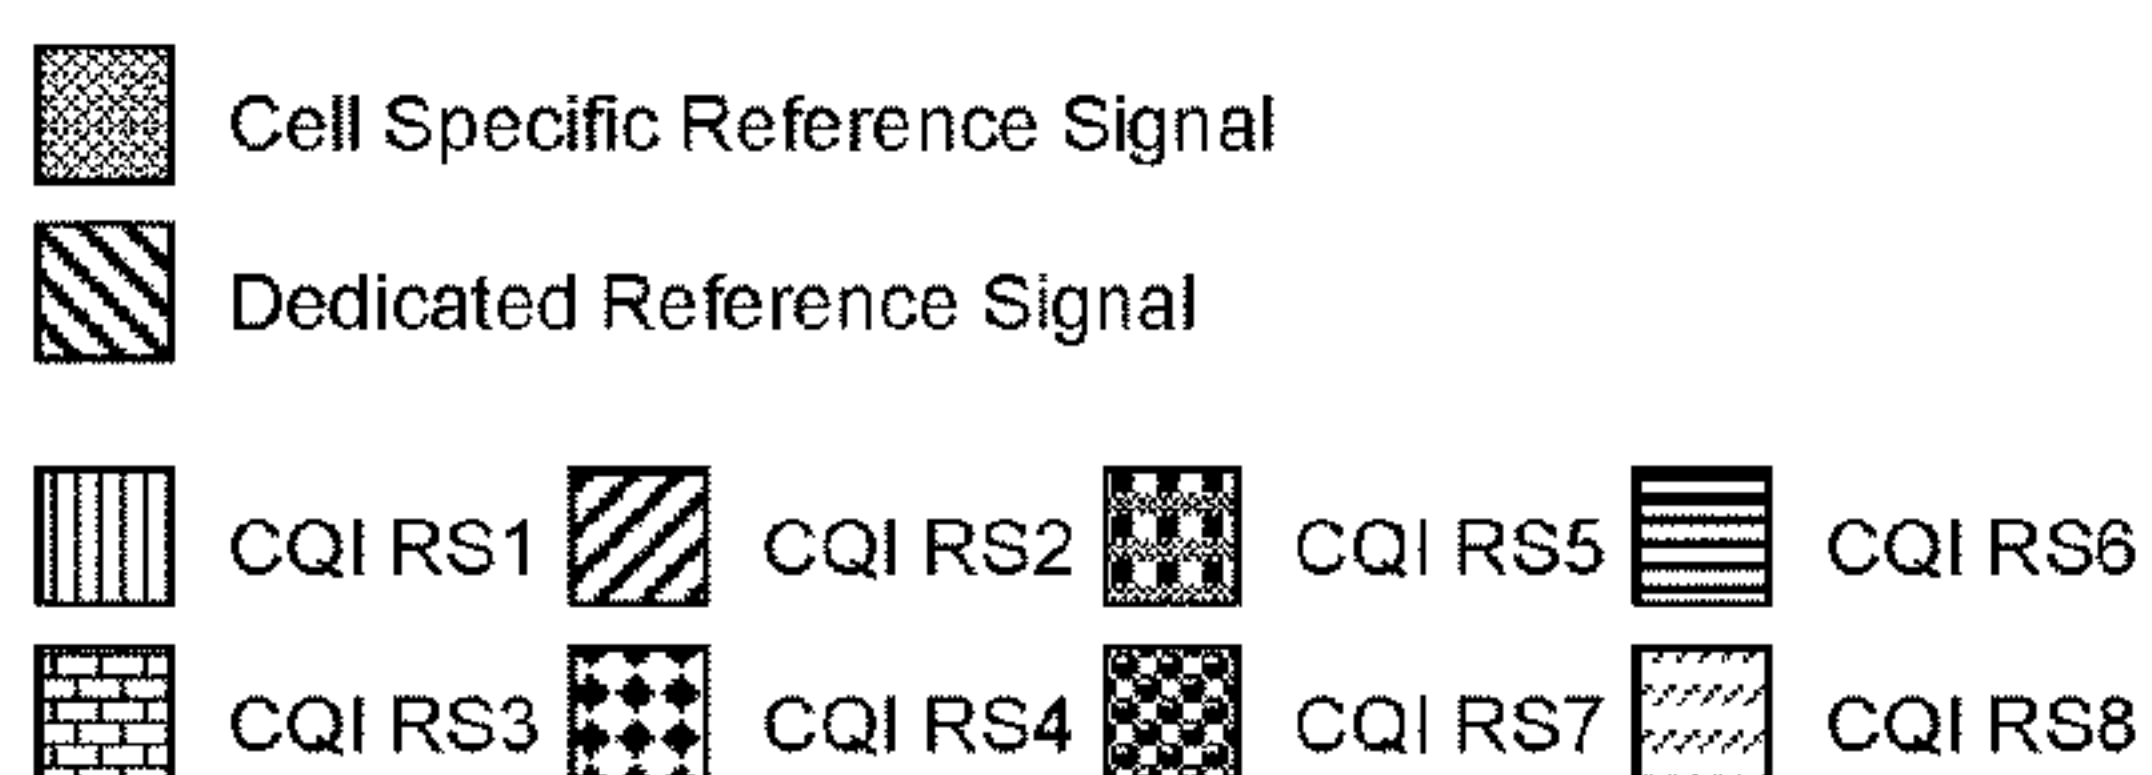 Cell Specific Reference Signal
Dedicated Reference Signal
CQI RS1 CQI RS2 CQI RS5 CQI RS6
CQI RS3 CQI RS4 CQI RS7 CQI RS8